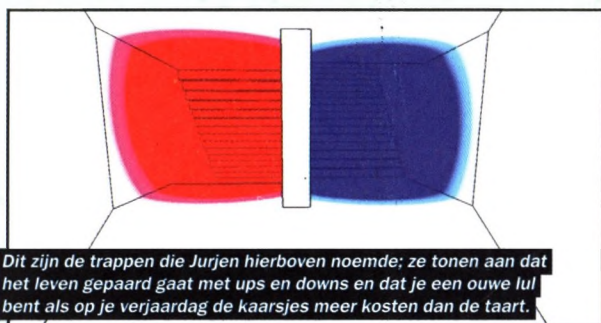 Dit zijn de trappen die Jurjen hierboven noemde; ze tonen aan dat
het leven gepaard gaat met ups en downs en dat je een ouwe lul
bent als op je verjaardag de kaarsjes meer kosten dan de taart.